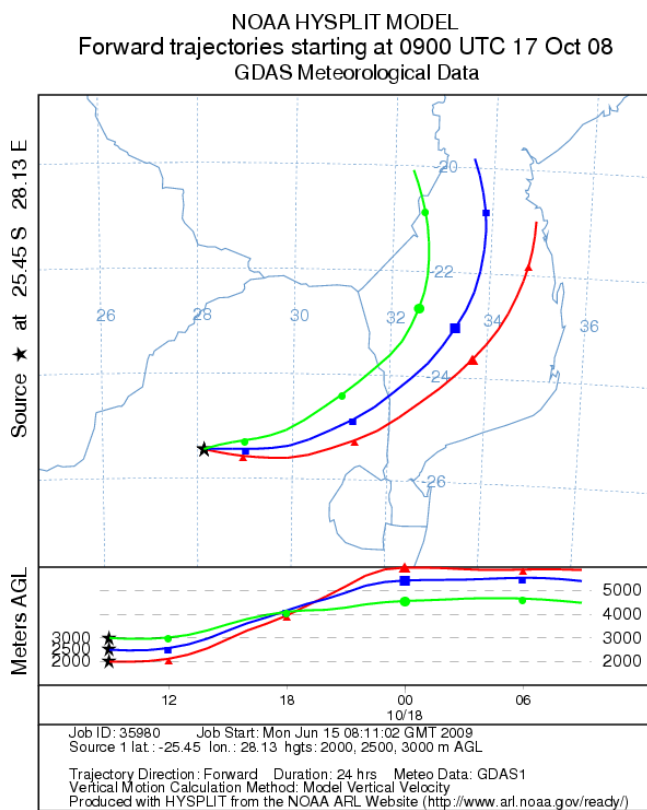 NOAA HYSPLIT MODEL
Forward trajectories starting at 0900 UTC 17 Oct 08
GDAS Meteorological Data
Source ★ at 25.45 S 28.13 E
-20
-22
26
28
30
32
34
36
-24
-26
Meters AGL
3000
2500
2000
5000
4000
3000
2000
12
18
00
06
10/18
Job ID: 35980 Job Start: Mon Jun 15 08:11:02 GMT 2009
Source 1 lat.: -25.45 lon.: 28.13 hgts: 2000, 2500, 3000 m AGL
Trajectory Direction: Forward Duration: 24 hrs Meteo Data: GDAS1
Vertical Motion Calculation Method: Model Vertical Velocity
Produced with HYSPLIT from the NOAA ARL Website (http://www.arl.noaa.gov/ready/)